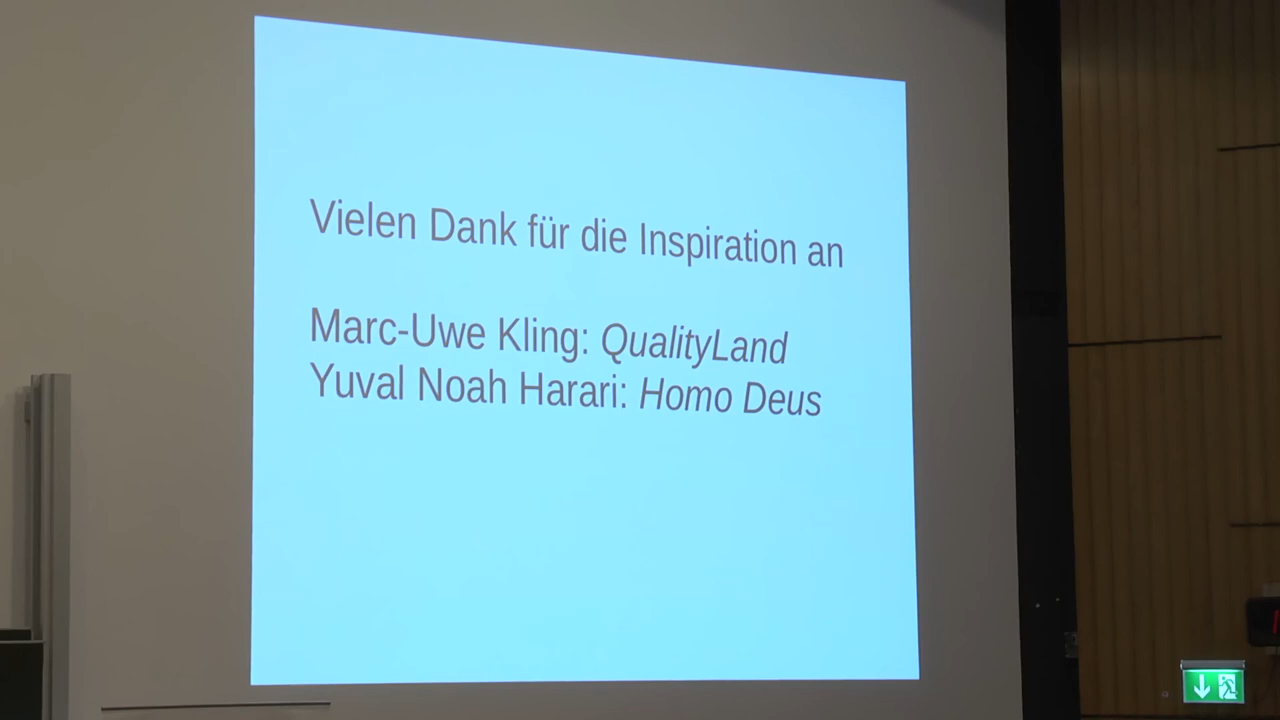 Vielen Dank für die Inspiration an
Marc-Uwe Kling: QualityLand
Yuval Noah Harari: Homo Deus